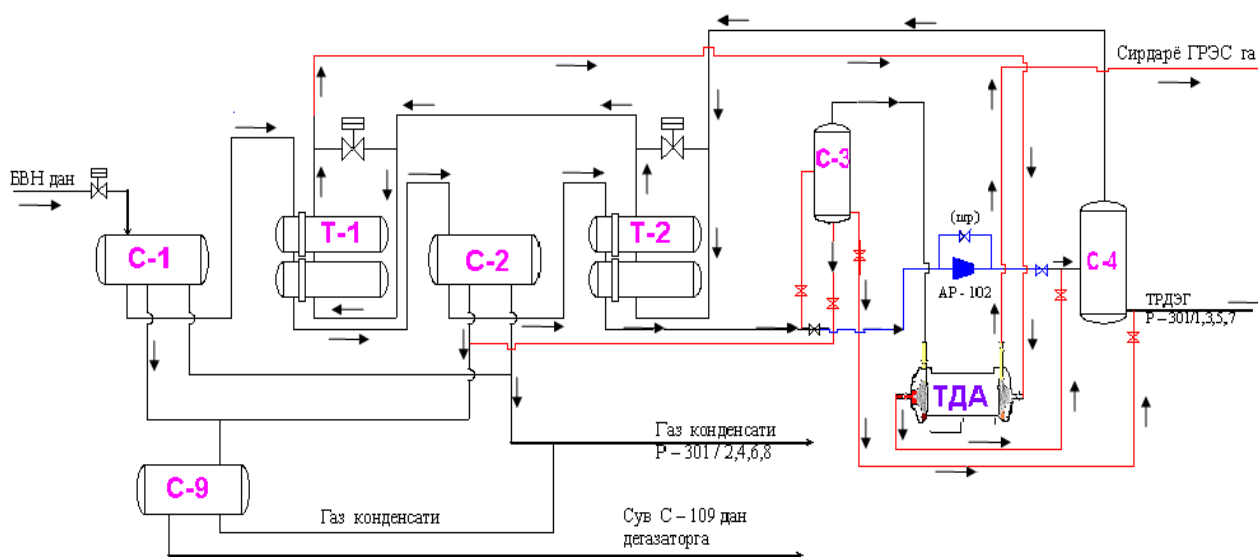 Сирдарё ГРЭС га
БВН дан
С-1
Т-1
С-2
Т-2
С-3
(шр)
АР - 102
С-4
ТРДЭГ
Р – 301/1,3,5,7
ТДА
Газ конденсати
Р – 301 / 2,4,6,8
С-9
Газ конденсати
Сув С – 109 дан
дегазаторга